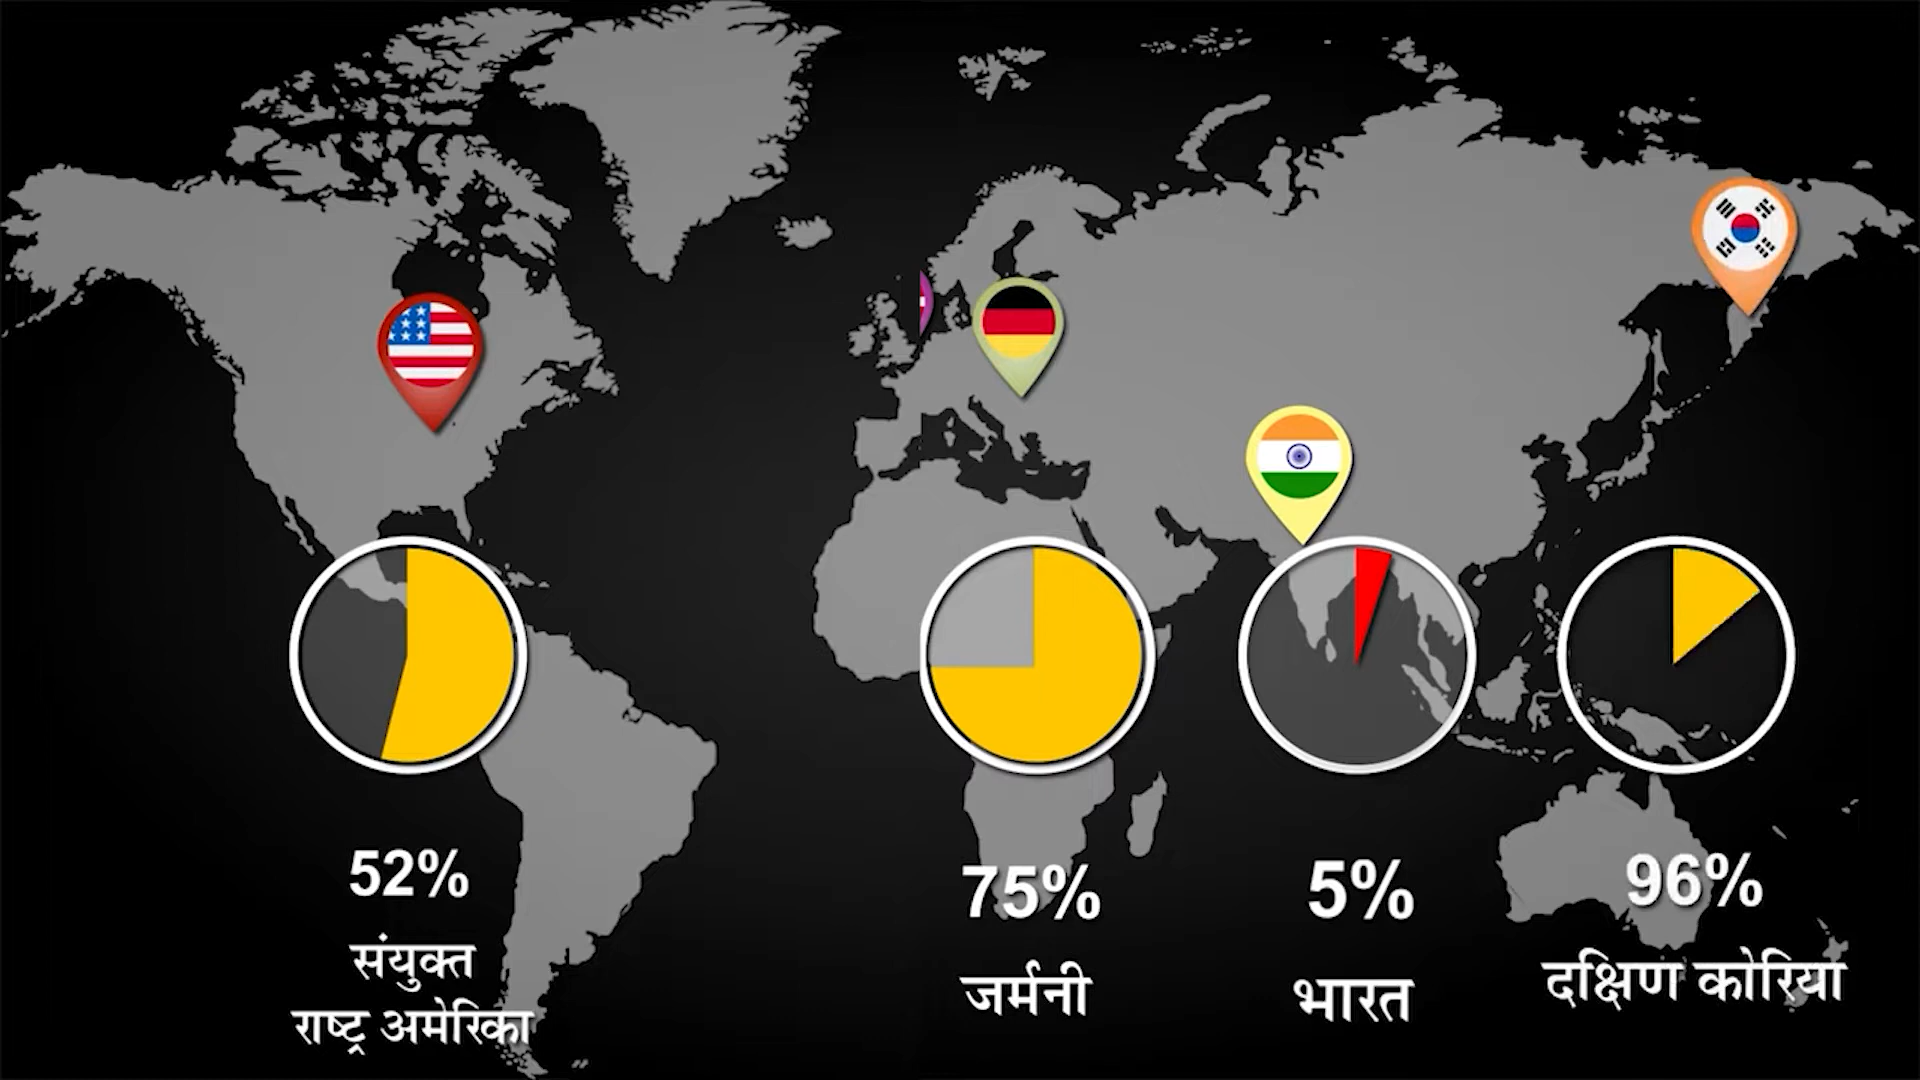 52%
संयुक्त
राष्ट्र अमेरिका
75%
जर्मनी
5%
भारत
96%
दक्षिण कोरिया